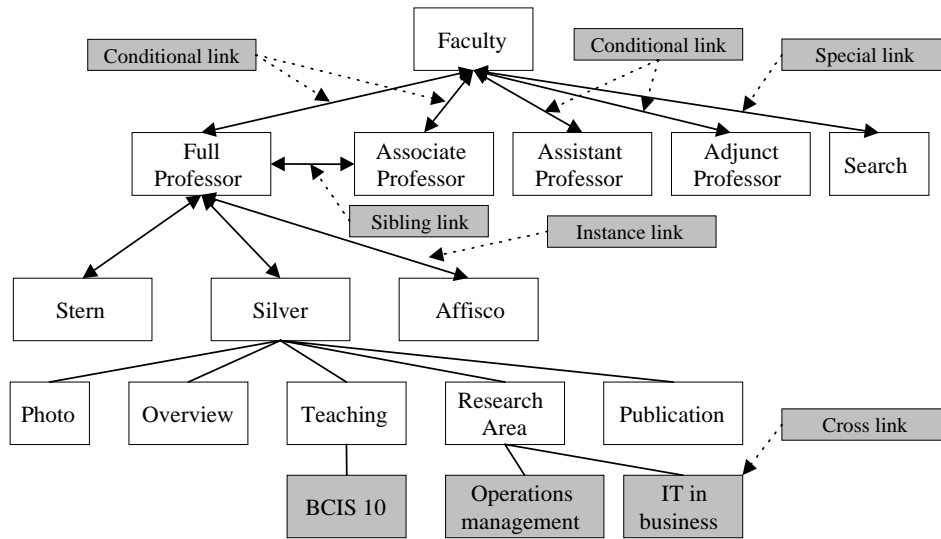 Faculty
Conditional link
Conditional link
Special link
Full
Professor
Associate
Professor
Assistant
Professor
Adjunct
Professor
Search
Sibling link
Instance link
Stern
Silver
Affisco
Photo
Overview
Teaching
Research
Area
Publication
Cross link
BCIS 10
Operations
management
IT in
business